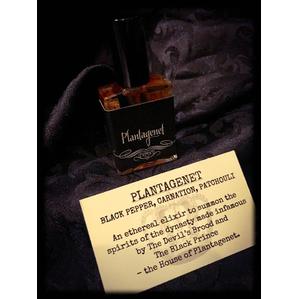 Plantagenet
PLANTAGENET
BLACK PEPPER, CARNATION, PATCHOULI
An ethereal elixir to summon the
spirits of the dynasty made infamous
by The Devil's Brood and
The Black Prince
- the House of Plantagenet.